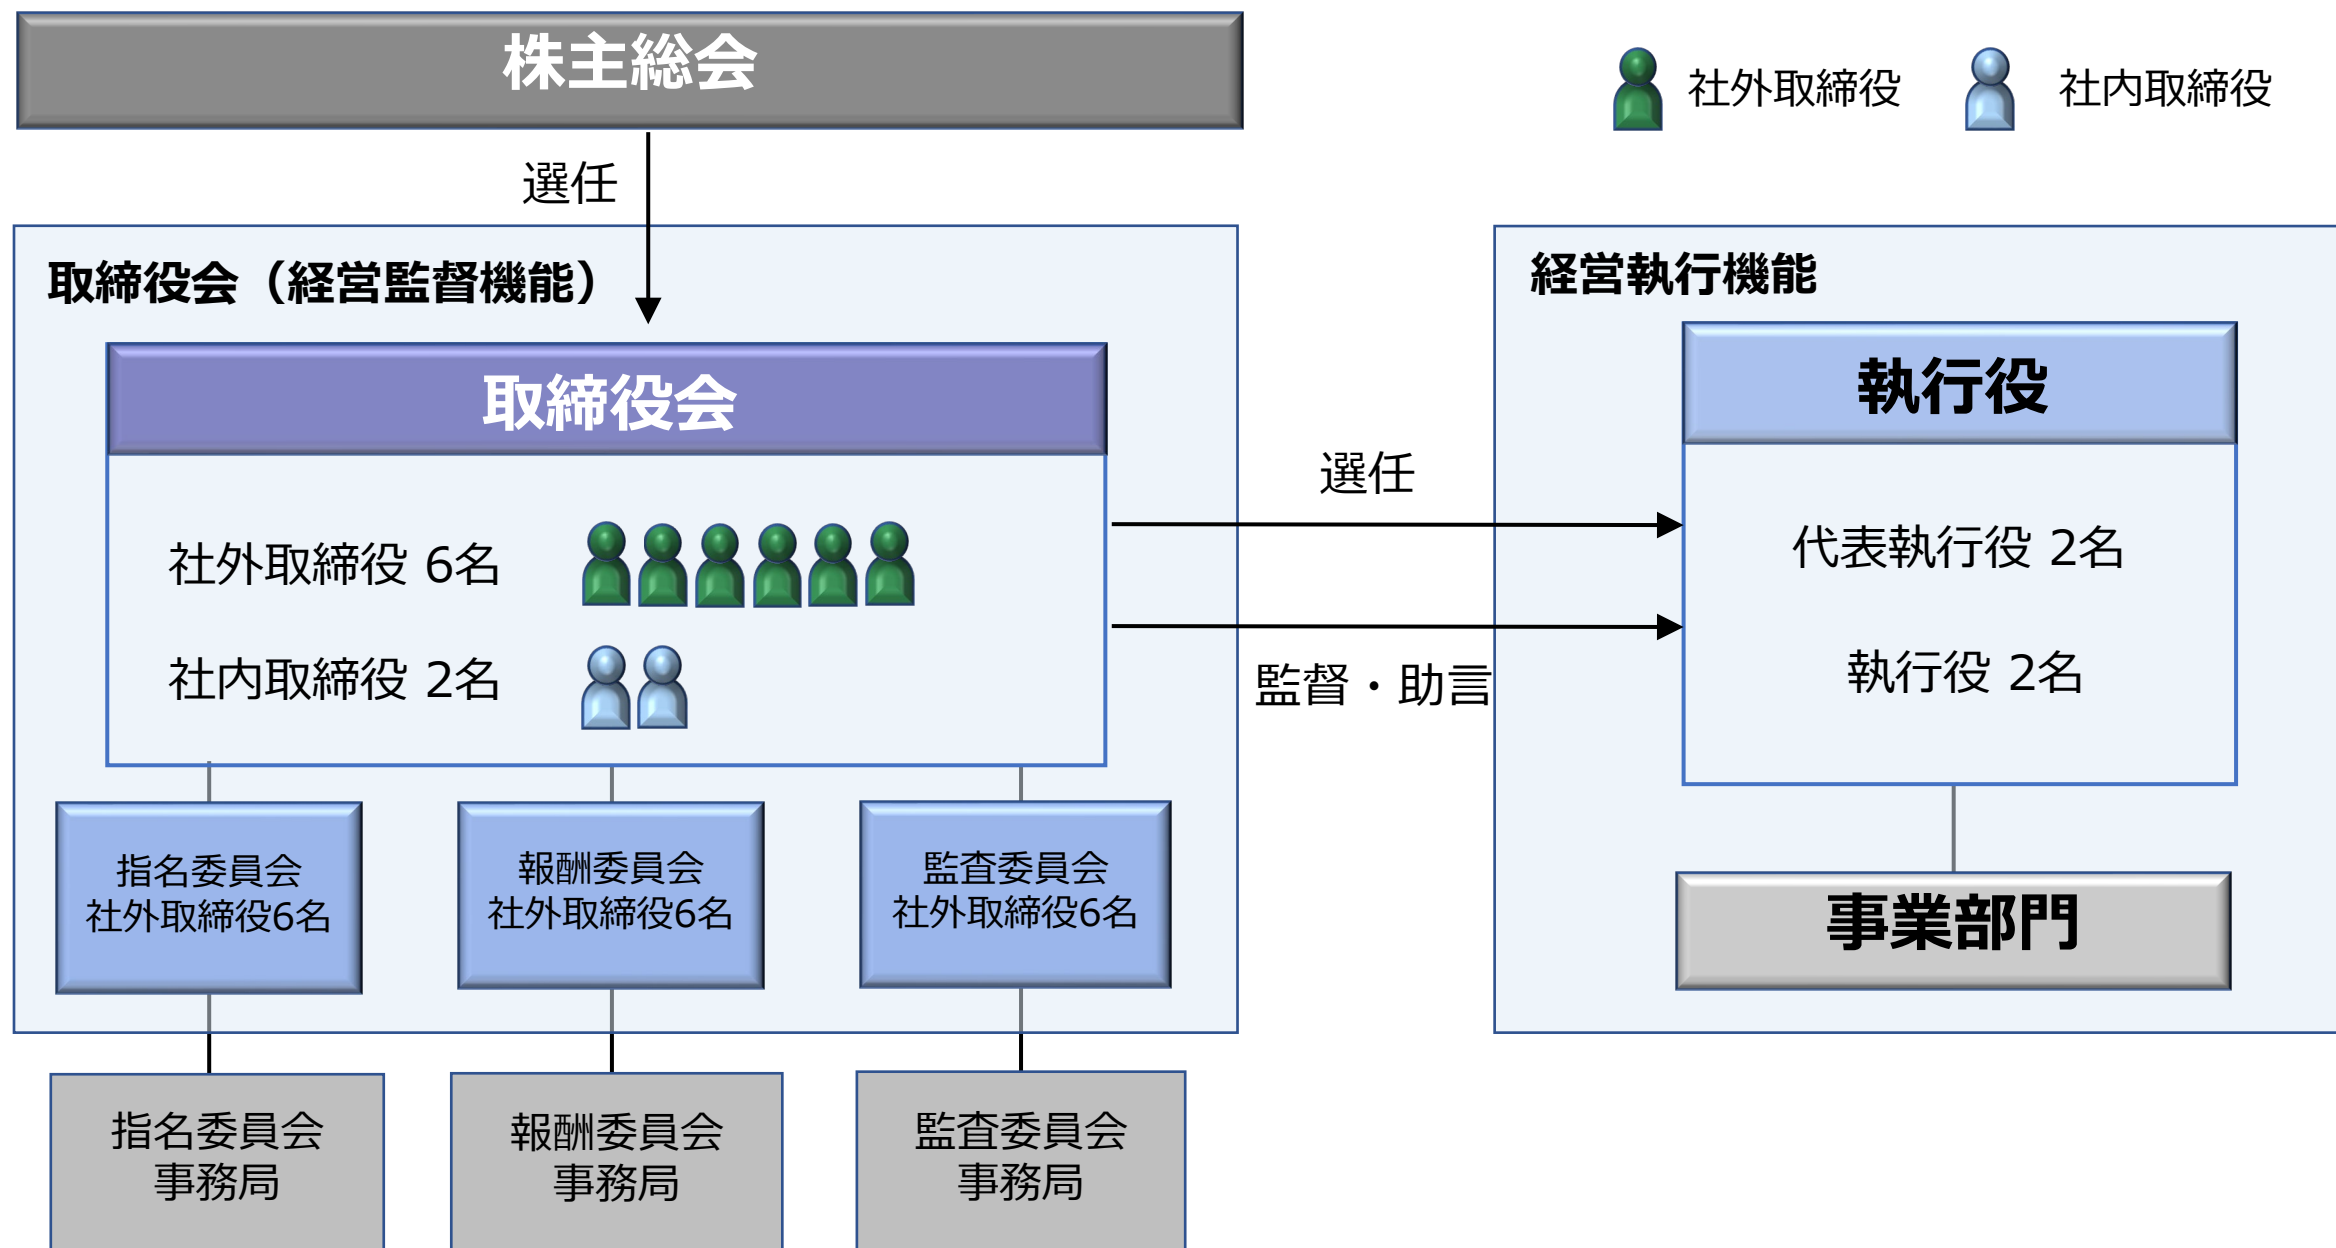 株主総会
社外取締役
社内取締役
選任
取締役会（経営監督機能）
取締役会
社外取締役 6名
社内取締役 2名
指名委員会
社外取締役6名
報酬委員会
社外取締役6名
監査委員会
社外取締役6名
指名委員会
事務局
報酬委員会
事務局
監査委員会
事務局
選任
監督・助言
経営執行機能
執行役
代表執行役 2名
執行役 2名
事業部門